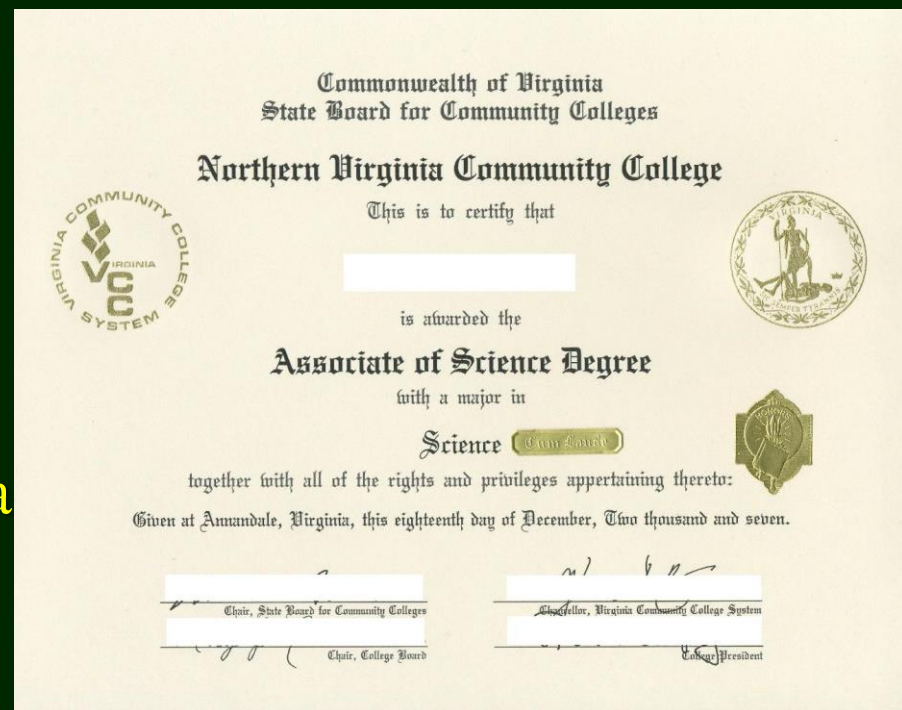 Commonwealth of Virginia
State Board for Community Colleges
Northern Virginia Community College
This is to certify that
VIRGINIA COMMUNITY COLLEGE SYSTEM
VIRGINIA
VCC
VIRGINIA
SIC SEMPER TYRANNIS
is awarded the
Associate of Science Degree
with a major in
Science Cum Laude
HONORS
together with all of the rights and privileges appertaining thereto:
a
Given at Annandale, Virginia, this eighteenth day of December, Two thousand and seven.
Chair, State Board for Community Colleges
Chancellor, Virginia Community College System
Chair, College Board
College President